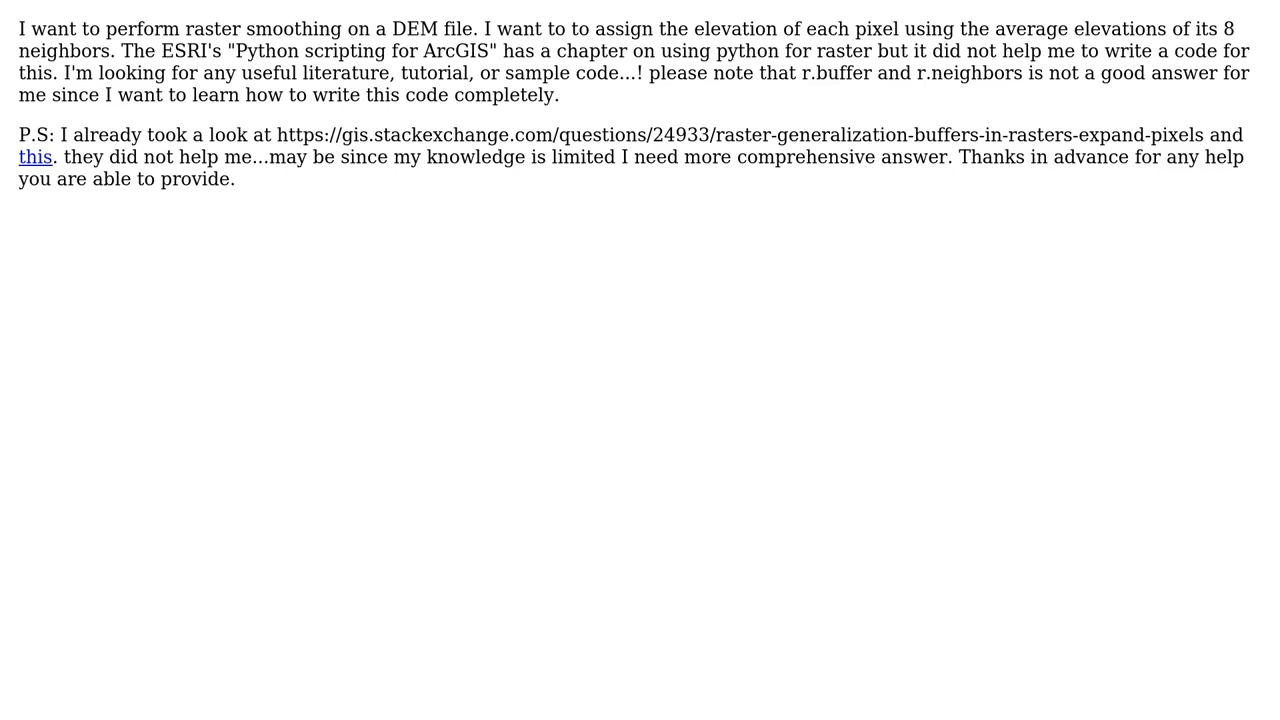 I want to perform raster smoothing on a DEM file. I want to to assign the elevation of each pixel using the average elevations of its 8
neighbors. The ESRI's "Python scripting for ArcGIS" has a chapter on using python for raster but it did not help me to write a code for
this. I'm looking for any useful literature, tutorial, or sample code...! please note that r.buffer and r.neighbors is not a good answer for
me since I want to learn how to write this code completely.
P.S: I already took a look at https://gis.stackexchange.com/questions/24933/raster-generalization-buffers-in-rasters-expand-pixels and
this. they did not help me...may be since my knowledge is limited I need more comprehensive answer. Thanks in advance for any help
you are able to provide.